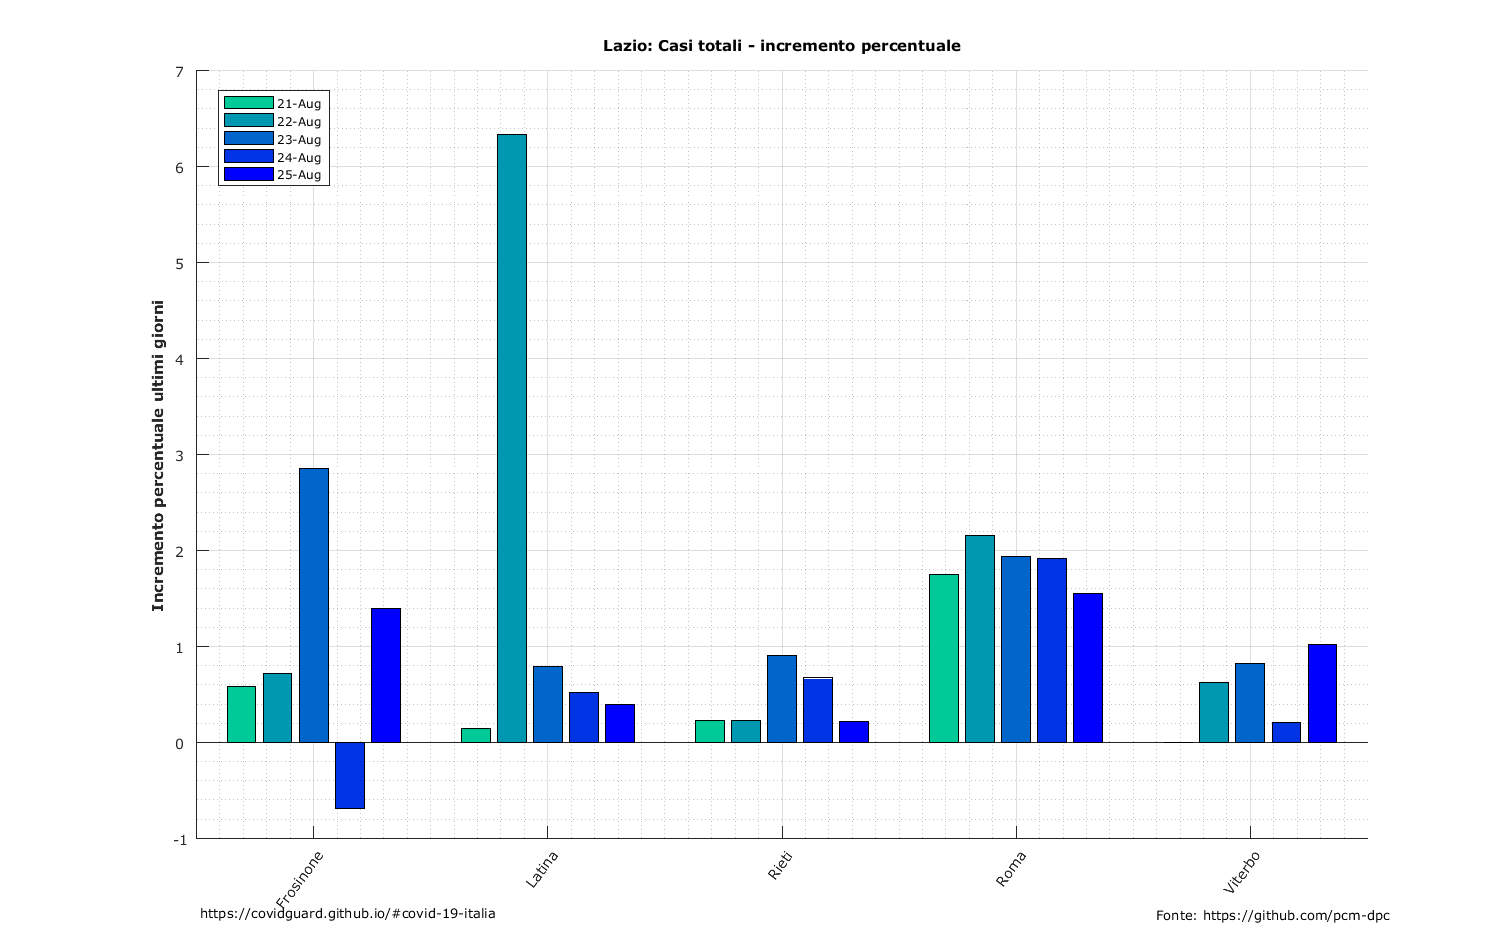 Lazio: Casi totali - incremento percentuale
Incremento percentuale ultimi giorni
7
6
5
4
3
2
1
0
-1
21-Aug
22-Aug
23-Aug
24-Aug
25-Aug
Frosinone
Latina
Rieti
Roma
Viterbo
https://covidguard.github.io/#covid-19-italia
Fonte: https://github.com/pcm-dpc